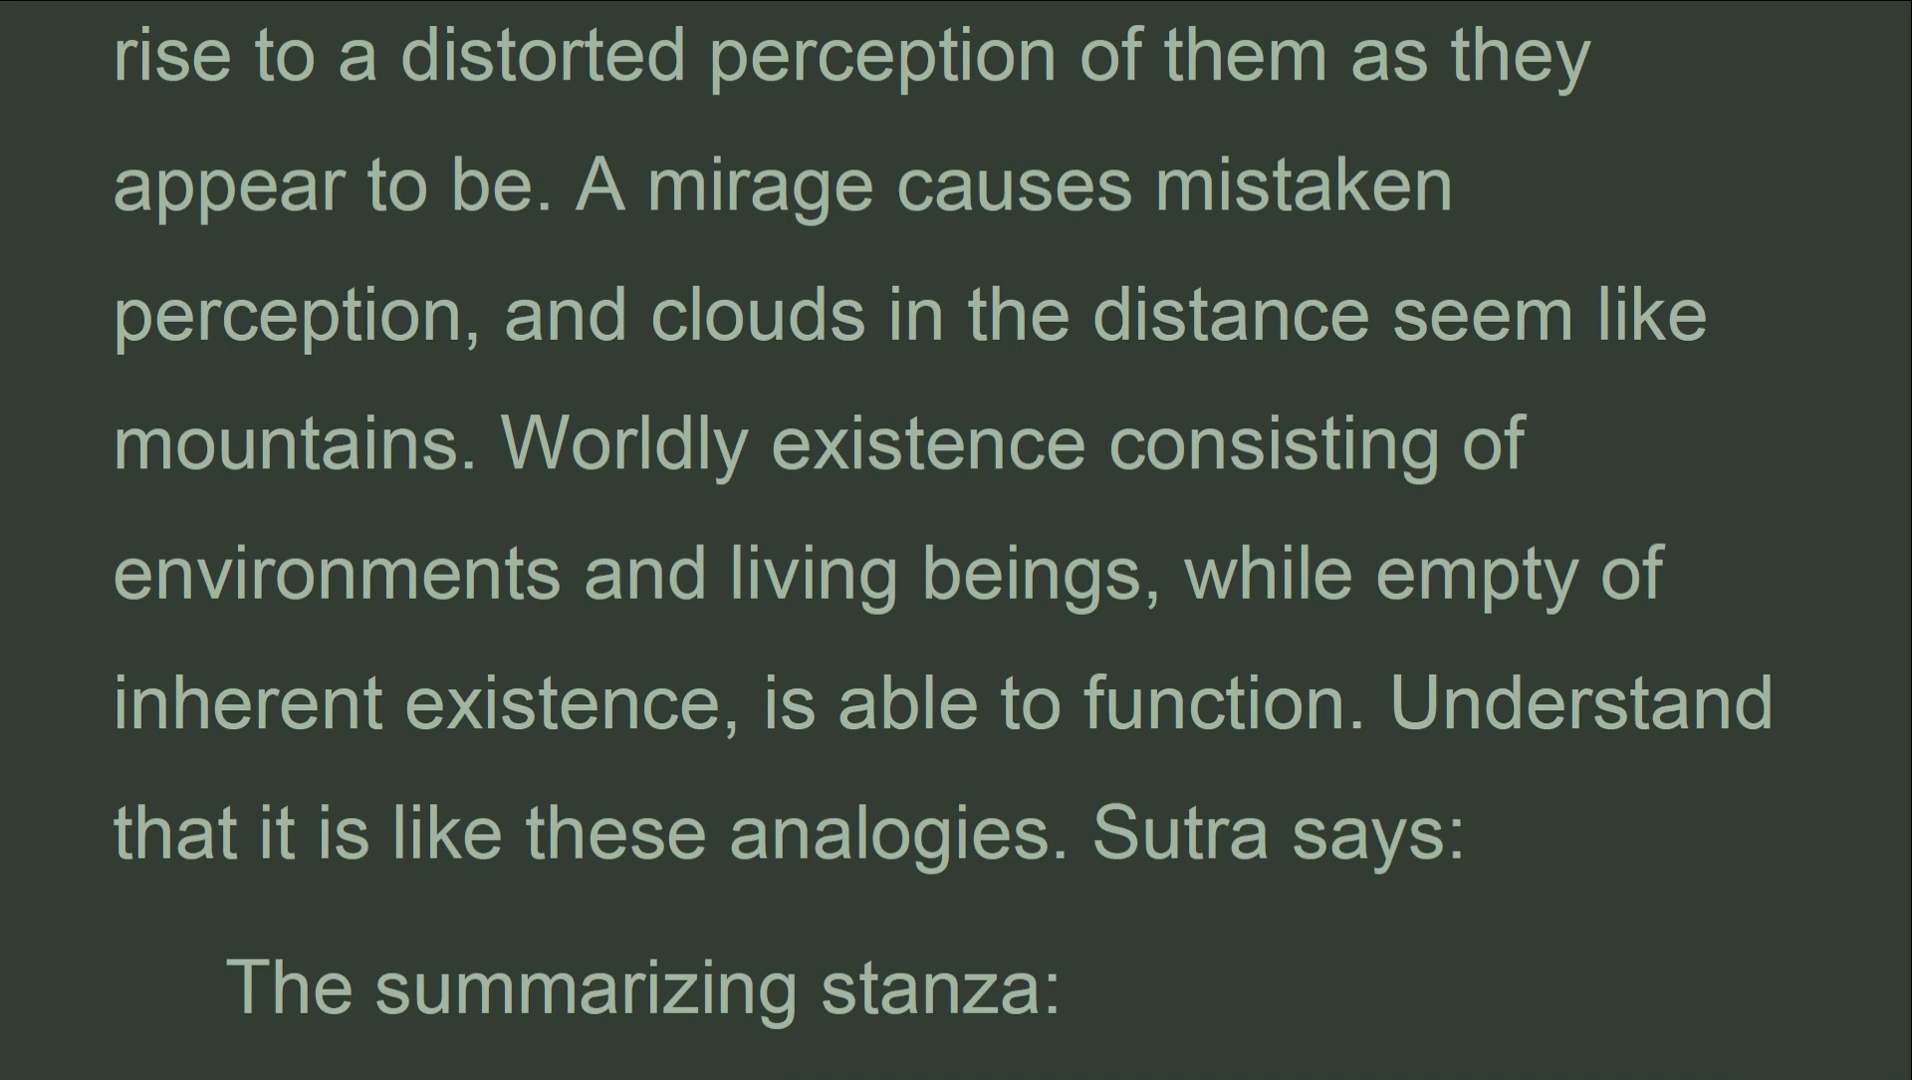 rise to a distorted perception of them as they
appear to be. A mirage causes mistaken
perception, and clouds in the distance seem like
mountains. Worldly existence consisting of
environments and living beings, while empty of
inherent existence, is able to function. Understand
that it is like these analogies. Sutra says:
The summarizing stanza: